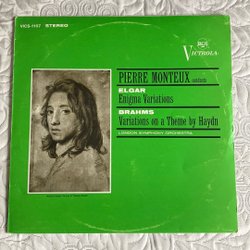 VICS-1107 STEREO
RCA
VICTROLA
PIERRE MONTEUX conducts
ELGAR
Enigma Variations
BRAHMS
Variations on a Theme by Haydn
LONDON SYMPHONY ORCHESTRA